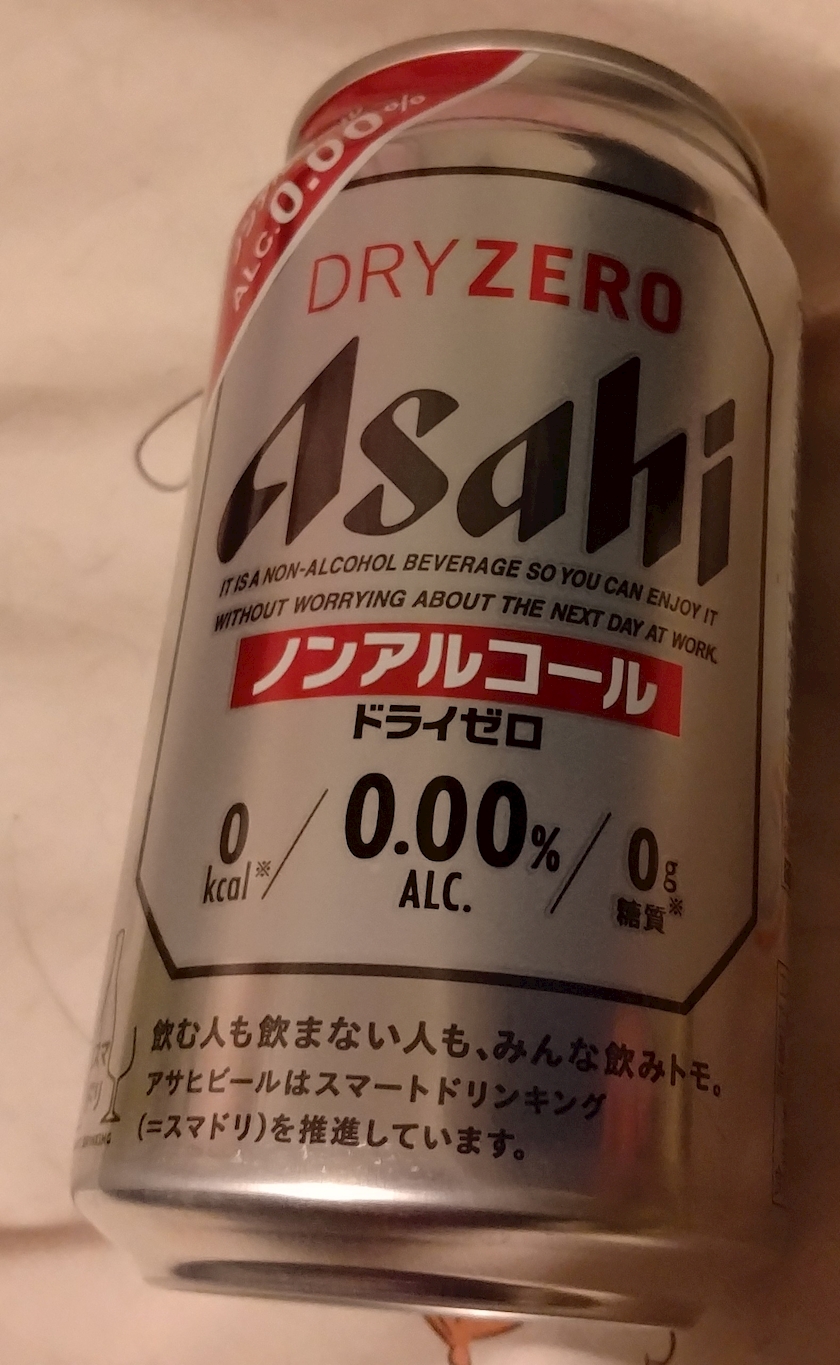 ALC.0.00%
DRY ZERO
Asahi
IT IS A NON-ALCOHOL BEVERAGE SO YOU CAN ENJOY IT
WITHOUT WORRYING ABOUT THE NEXT DAY AT WORK.
ノンアルコール
ドライゼロ
0 kcal※ / 0.00% ALC. / 0g 糖質※
飲む人も飲まない人も、みんな飲みトモ。
アサヒビールはスマートドリンキング
(=スマドリ)を推進しています。